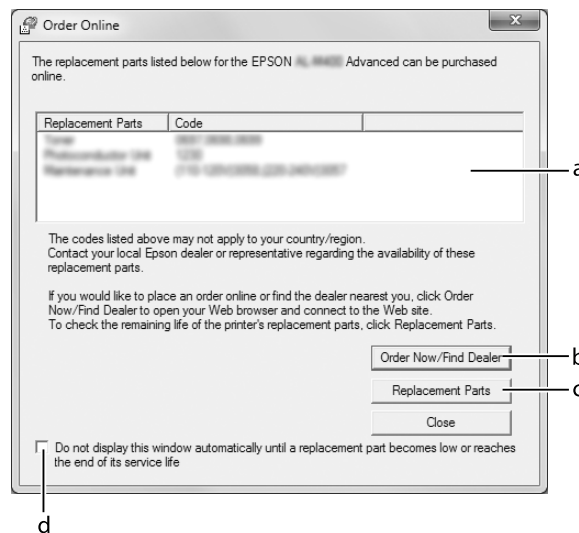 Order Online
x
The replacement parts listed below for the EPSON Advanced can be purchased
online.
Replacement Parts Code
a
The codes listed above may not apply to your country/region.
Contact your local Epson dealer or representative regarding the availability of these
replacement parts.
If you would like to place an order online or find the dealer nearest you, click Order
Now/Find Dealer to open your Web browser and connect to the Web site.
To check the remaining life of the printer's replacement parts, click Replacement Parts.
Order Now/Find Dealer b
Replacement Parts c
Close
Do not display this window automatically until a replacement part becomes low or reaches
the end of its service life
d